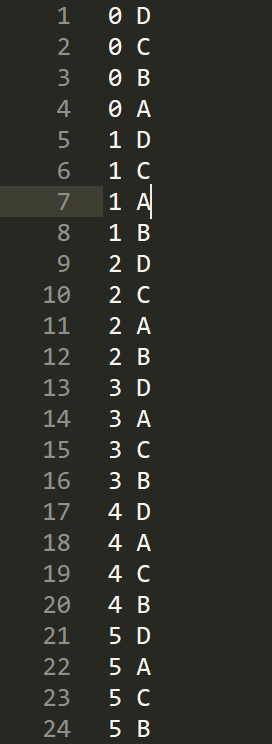 1 0 D
2 0 C
3 0 B
4 0 A
5 1 D
6 1 C
7 1 A
8 1 B
9 2 D
10 2 C
11 2 A
12 2 B
13 3 D
14 3 A
15 3 C
16 3 B
17 4 D
18 4 A
19 4 C
20 4 B
21 5 D
22 5 A
23 5 C
24 5 B